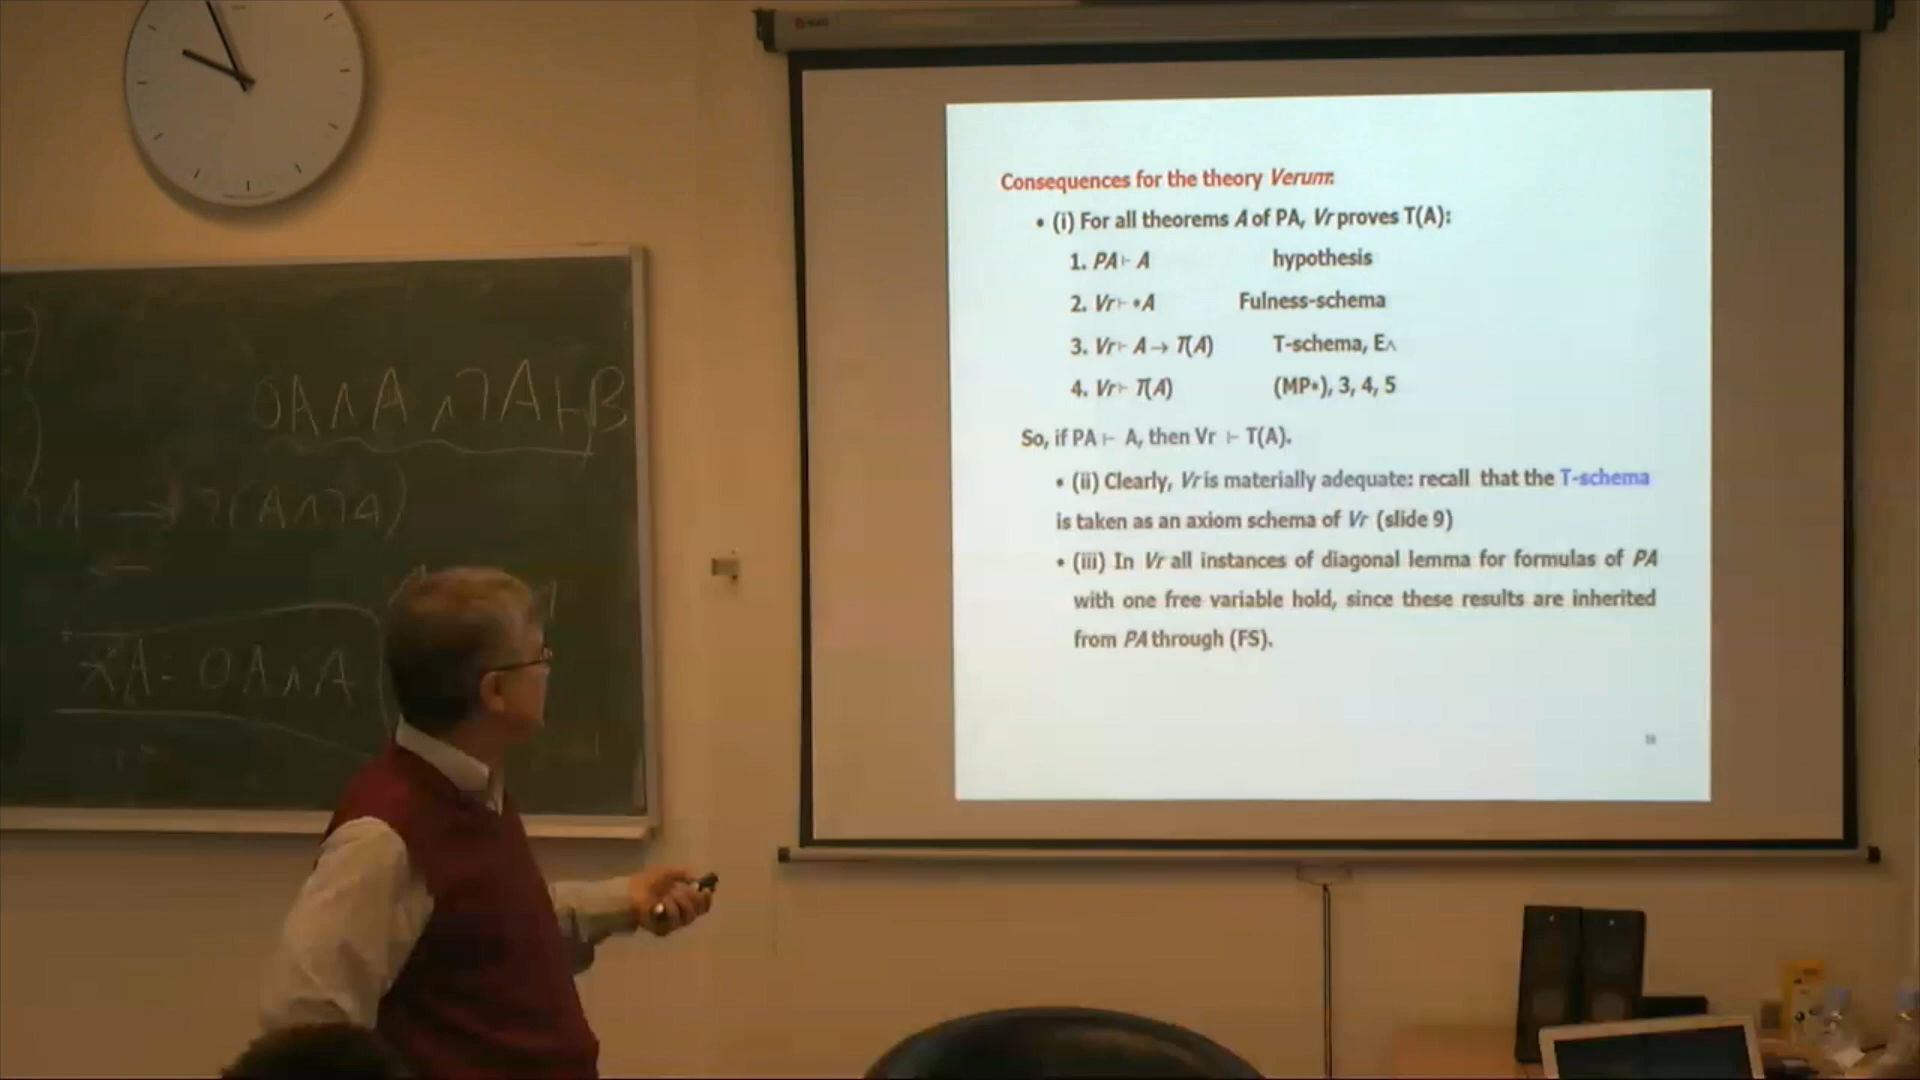 Consequences for the theory Verum:
• (i) For all theorems A of PA, Vr proves T(A):
1. PA ⊢ A hypothesis
2. Vr ⊢ •A Fulness-schema
3. Vr ⊢ A → T(A) T-schema, E∧
4. Vr ⊢ T(A) (MP•), 3, 4, 5
So, if PA ⊢ A, then Vr ⊢ T(A).
• (ii) Clearly, Vr is materially adequate: recall that the T-schema
is taken as an axiom schema of Vr (slide 9)
• (iii) In Vr all instances of diagonal lemma for formulas of PA
with one free variable hold, since these results are inherited
from PA through (FS).
OA ∧ A ∧ ¬A ⊢ B
A → ¬(A ∧ ¬A)
A = OA ∧ A